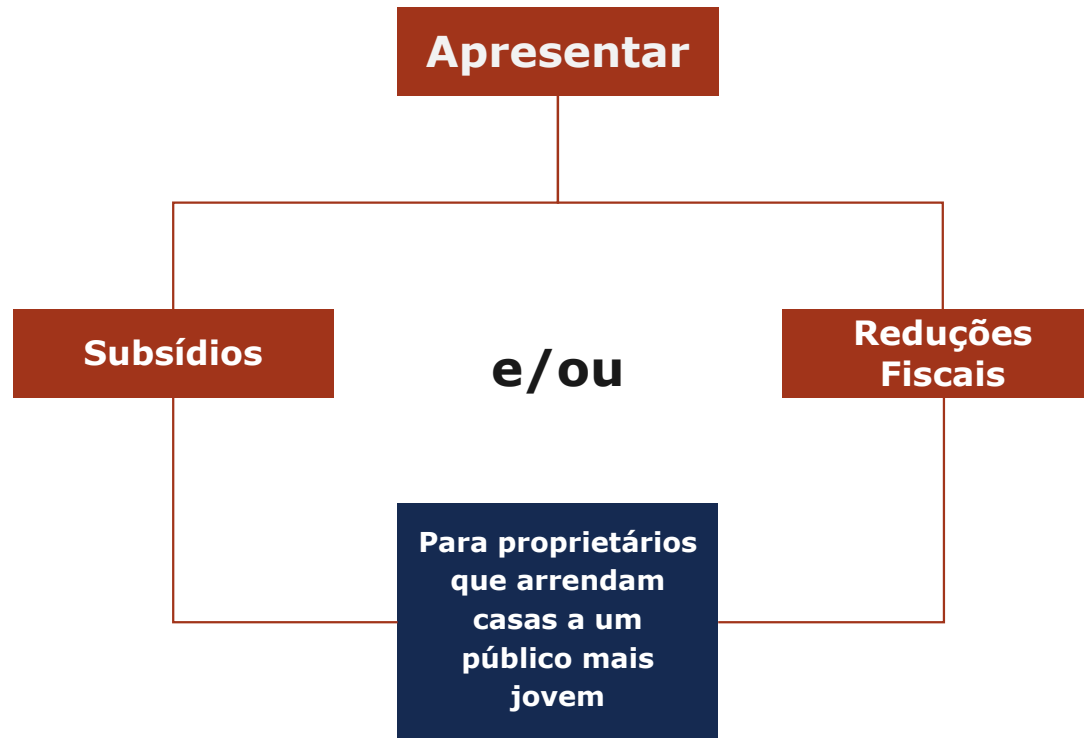 Apresentar
Subsídios
e/ou
Reduções
Fiscais
Para proprietários
que arrendam
casas a um
público mais
jovem